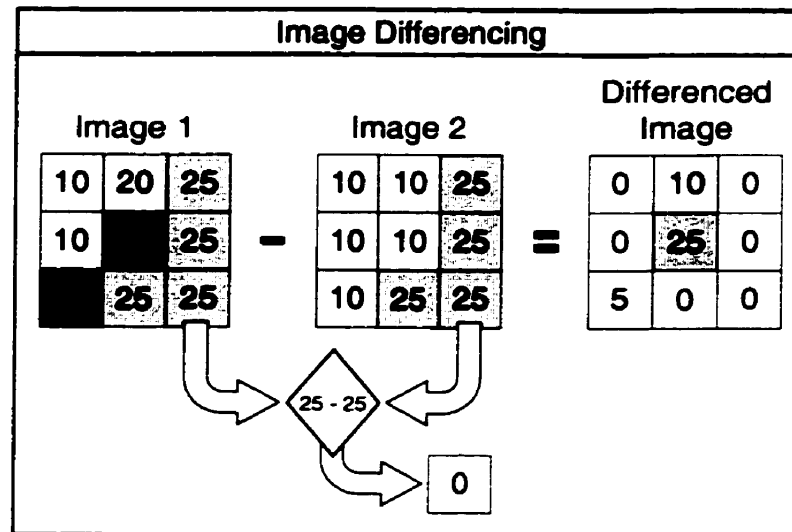 Image Differencing
Image 1
Image 2
Differenced
Image
10 20 25
10 25
25 25
-
10 10 25
10 10 25
10 25 25
=
0 10 0
0 25 0
5 0 0
25 - 25
0